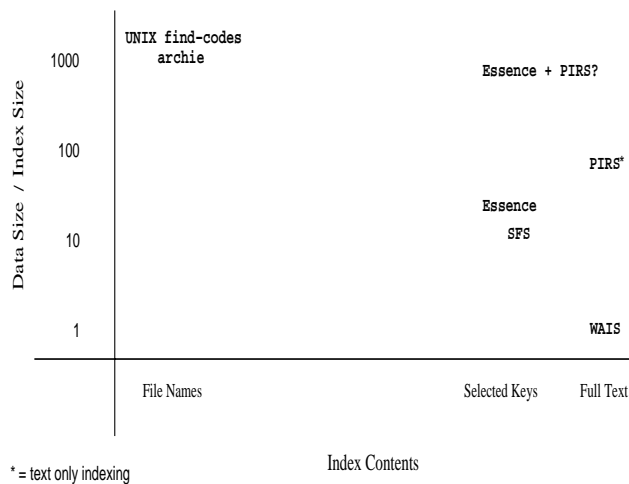 UNIX find-codes
archie
1000
Essence + PIRS?
100
PIRS*
Essence
SFS
10
1
WAIS
Data Size / Index Size
File Names
Selected Keys
Full Text
Index Contents
* = text only indexing